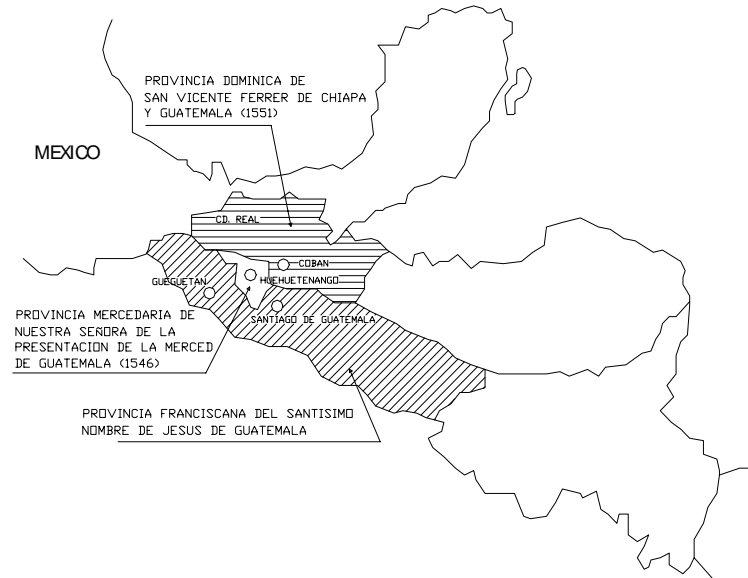 PROVINCIA DOMINICA DE
SAN VICENTE FERRER DE CHIAPA
Y GUATEMALA (1551)
MEXICO
CD. REAL
COBAN
HUEHUETENANGO
GUEGUETAN
SANTIAGO DE GUATEMALA
PROVINCIA MERCEDARIA DE
NUESTRA SEÑORA DE LA
PRESENTACION DE LA MERCED
DE GUATEMALA (1546)
PROVINCIA FRANCISCANA DEL SANTISIMO
NOMBRE DE JESUS DE GUATEMALA